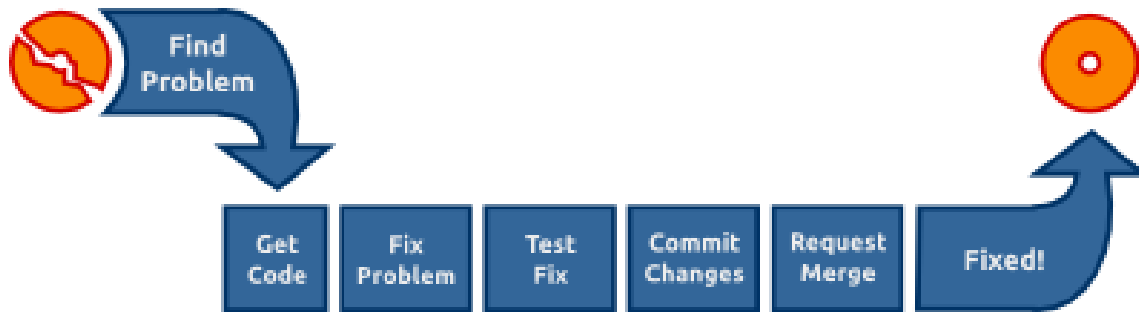 Find
Problem
Get
Code
Fix
Problem
Test
Fix
Commit
Changes
Request
Merge
Fixed!